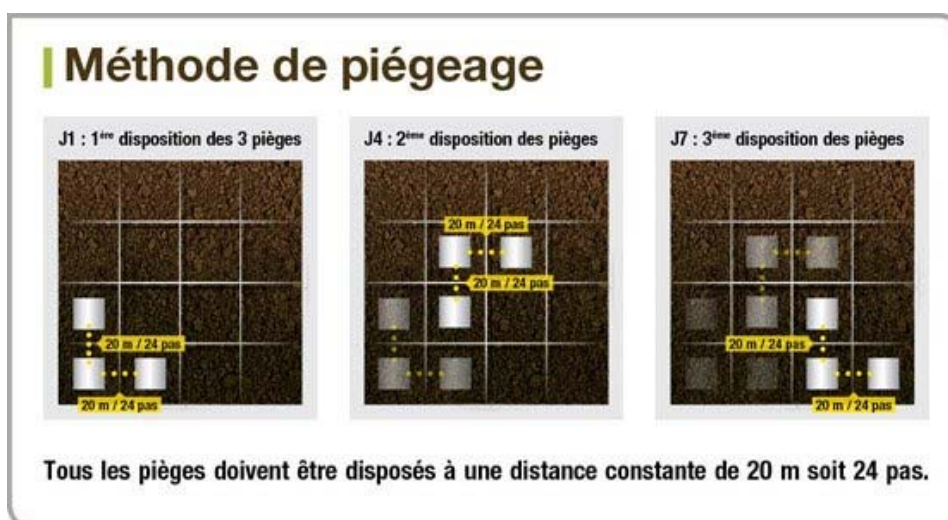 Méthode de piégeage
J1 : 1ère disposition des 3 pièges
20 m / 24 pas
20 m / 24 pas
J4 : 2ème disposition des pièges
20 m / 24 pas
20 m / 24 pas
J7 : 3ème disposition des pièges
20 m / 24 pas
20 m / 24 pas
Tous les pièges doivent être disposés à une distance constante de 20 m soit 24 pas.